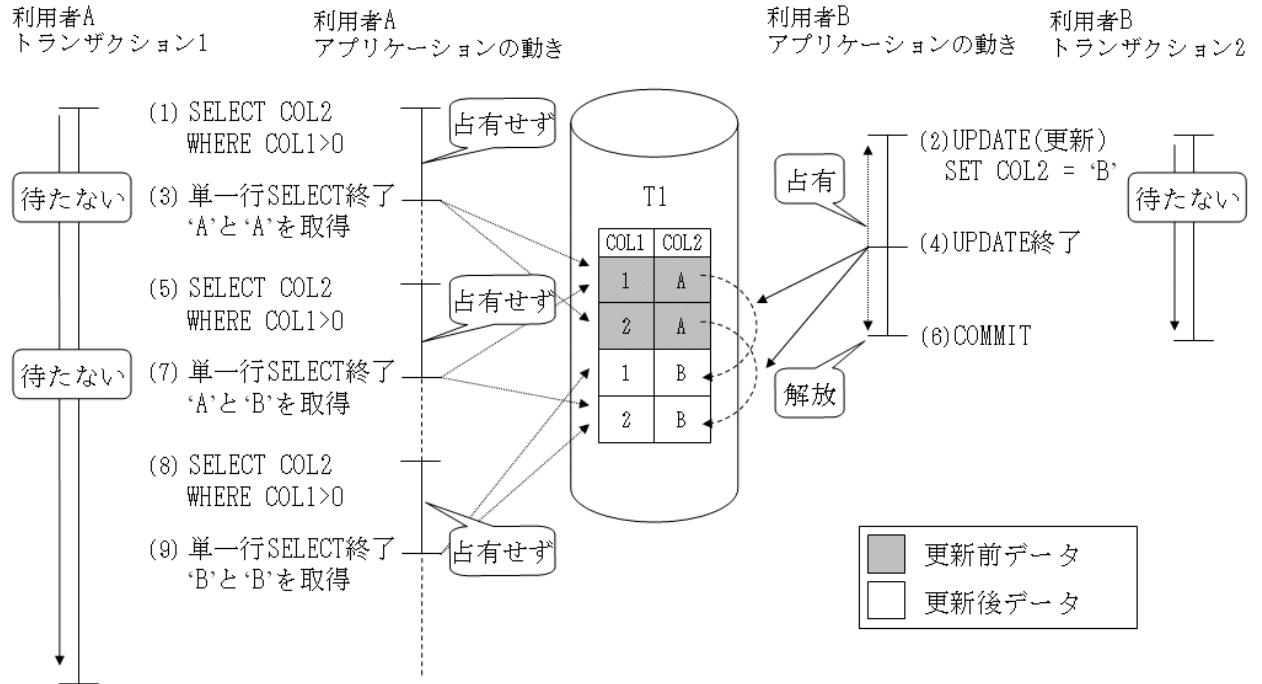 利用者A
トランザクション1
利用者A
アプリケーションの動き
利用者B
アプリケーションの動き
利用者B
トランザクション2
(1) SELECT COL2
WHERE COL1>0
占有せず
(2)UPDATE(更新)
SET COL2 = ‘B’
占有
待たない
待たない
(3) 単一行SELECT終了
‘A’と‘A’を取得
T1
COL1 COL2
1 A
2 A
1 B
2 B
(4)UPDATE終了
(5) SELECT COL2
WHERE COL1>0
占有せず
(6)COMMIT
解放
待たない
(7) 単一行SELECT終了
‘A’と‘B’を取得
(8) SELECT COL2
WHERE COL1>0
(9) 単一行SELECT終了
‘B’と‘B’を取得
占有せず
更新前データ
更新後データ